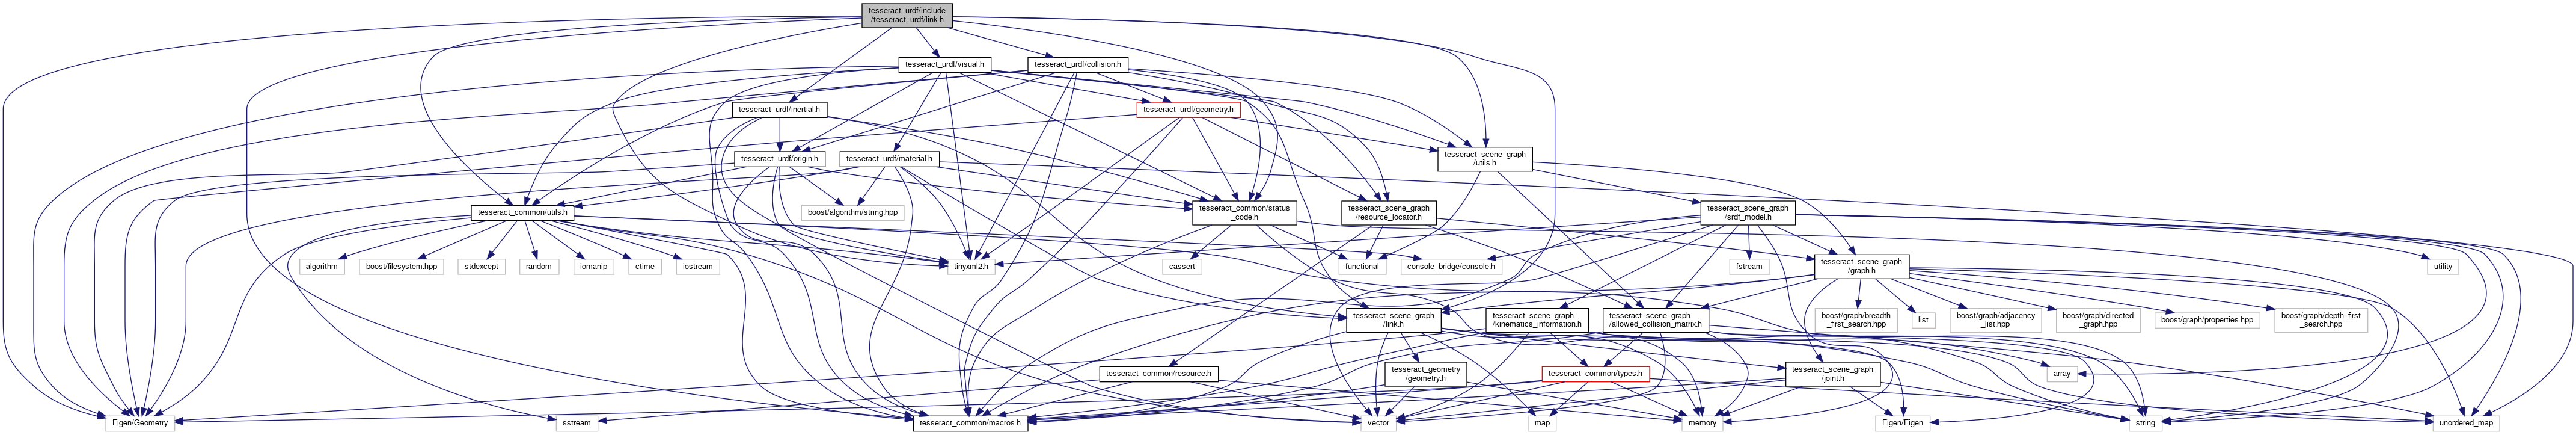 tesseract_urdf/include
/tesseract_urdf/link.h
tesseract_urdf/visual.h
tesseract_urdf/collision.h
tesseract_urdf/inertial.h
tesseract_urdf/geometry.h
tesseract_urdf/origin.h
tesseract_urdf/material.h
tesseract_scene_graph
/utils.h
tesseract_common/utils.h
boost/algorithm/string.hpp
tesseract_common/status
_code.h
tesseract_scene_graph
/resource_locator.h
tesseract_scene_graph
/srdf_model.h
algorithm
boost/filesystem.hpp
stdexcept
random
iomanip
ctime
iostream
tinyxml2.h
cassert
functional
console_bridge/console.h
fstream
tesseract_scene_graph
/graph.h
utility
tesseract_scene_graph
/link.h
tesseract_scene_graph
/kinematics_information.h
tesseract_scene_graph
/allowed_collision_matrix.h
boost/graph/breadth
_first_search.hpp
list
boost/graph/adjacency
_list.hpp
boost/graph/directed
_graph.hpp
boost/graph/properties.hpp
boost/graph/depth_first
_search.hpp
tesseract_common/resource.h
tesseract_geometry
/geometry.h
tesseract_common/types.h
tesseract_scene_graph
/joint.h
array
Eigen/Geometry
sstream
tesseract_common/macros.h
vector
map
memory
Eigen/Eigen
string
unordered_map